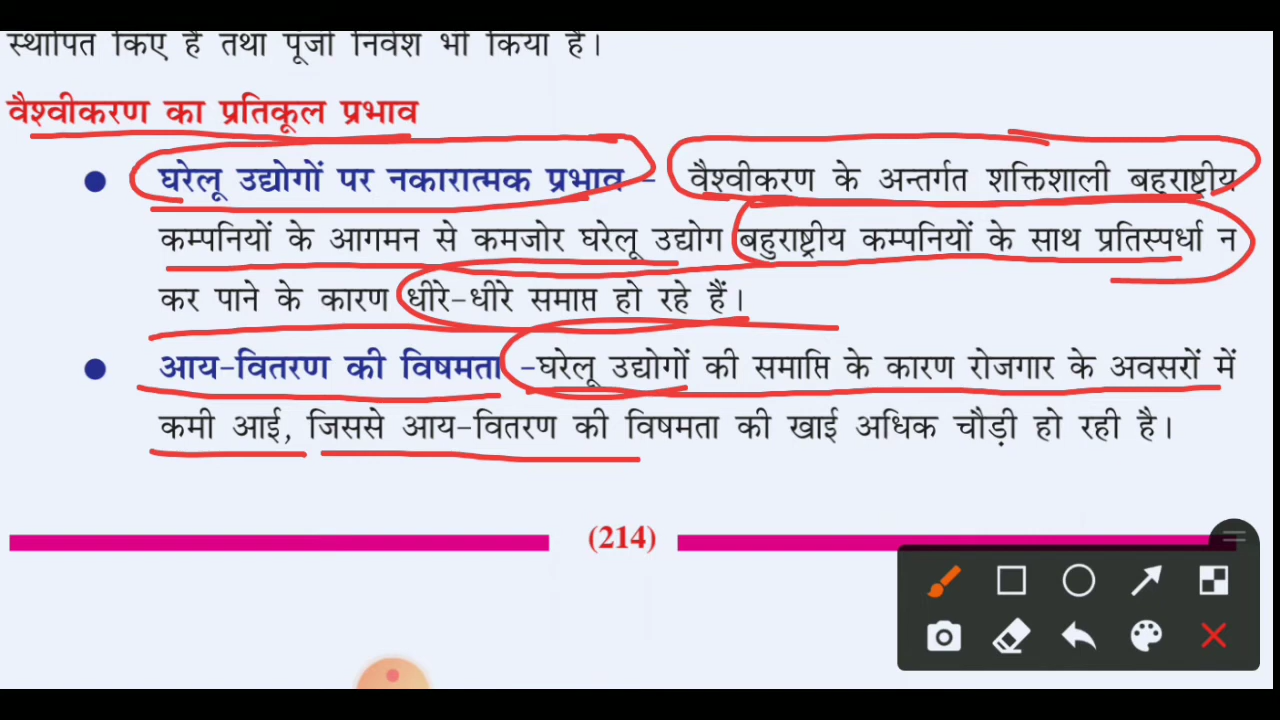 स्थापित किए हैं तथा पूंजी निवेश भी किया है।
वैश्वीकरण का प्रतिकूल प्रभाव
● घरेलू उद्योगों पर नकारात्मक प्रभाव - वैश्वीकरण के अन्तर्गत शक्तिशाली बहुराष्ट्रीय
कम्पनियों के आगमन से कमजोर घरेलू उद्योग बहुराष्ट्रीय कम्पनियों के साथ प्रतिस्पर्धा न
कर पाने के कारण धीरे-धीरे समाप्त हो रहे हैं।
● आय-वितरण की विषमता -घरेलू उद्योगों की समाप्ति के कारण रोजगार के अवसरों में
कमी आई, जिससे आय-वितरण की विषमता की खाई अधिक चौड़ी हो रही है।
(214)